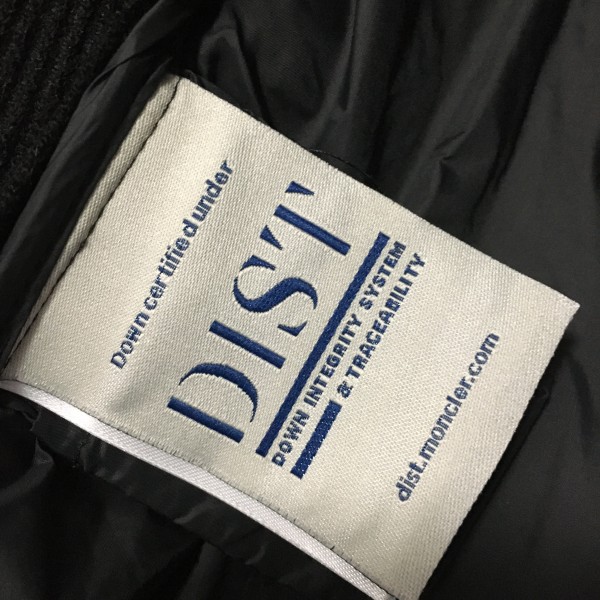 Down certified under
DIST
DOWN INTEGRITY SYSTEM
& TRACEABILITY
dist.moncler.com